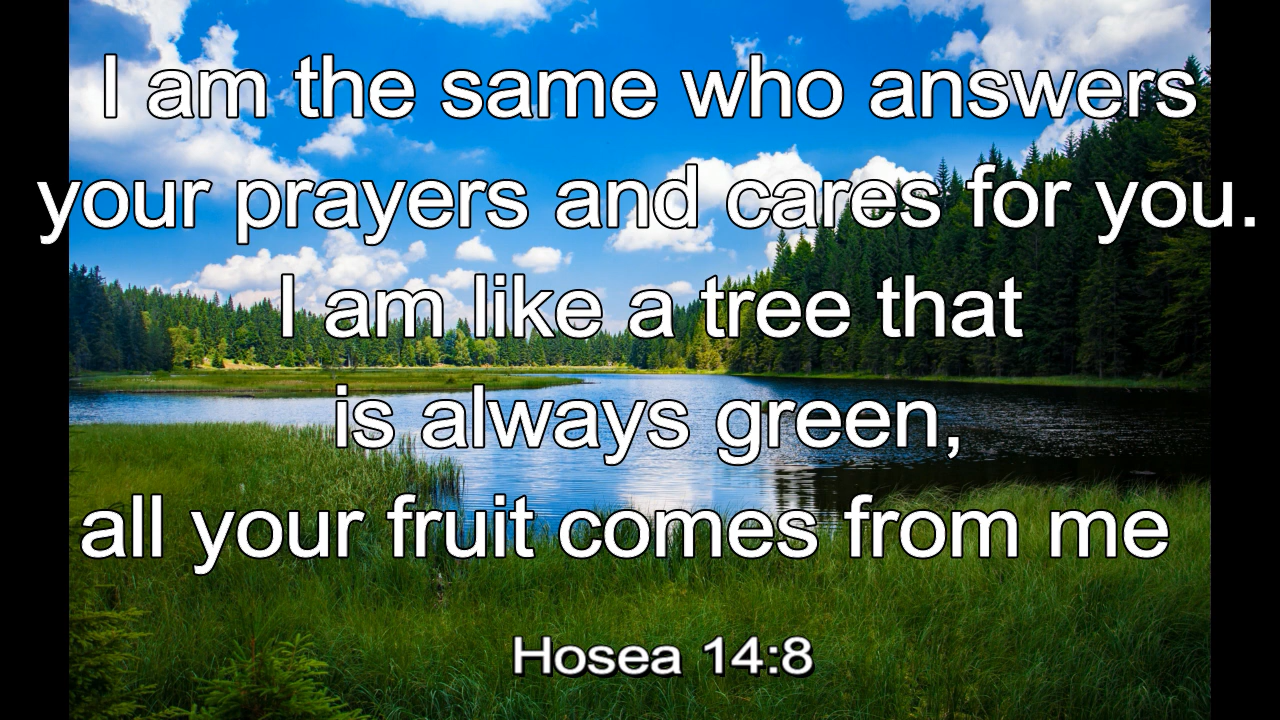 I am the same who answers
your prayers and cares for you.
I am like a tree that
is always green,
all your fruit comes from me
Hosea 14:8